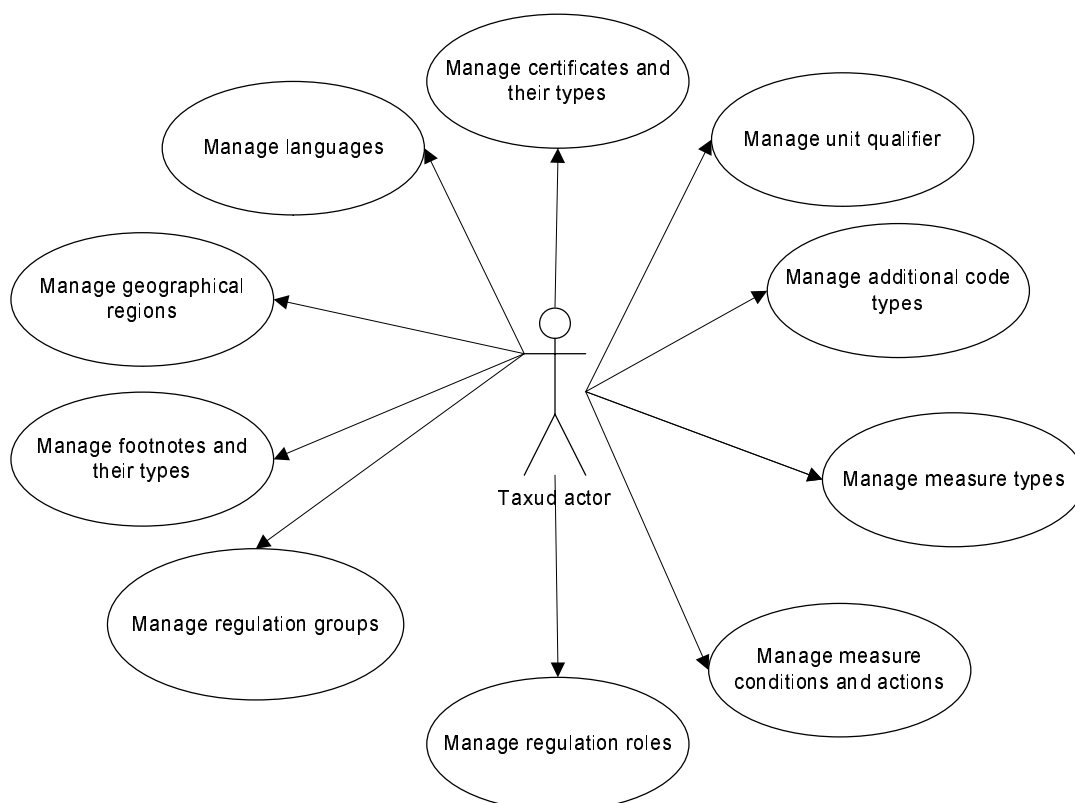 Manage certificates and
their types
Manage languages
Manage unit qualifier
Manage geographical
regions
Manage additional code
types
Manage footnotes and
their types
Manage measure types
Taxud actor
Manage regulation groups
Manage measure
conditions and actions
Manage regulation roles